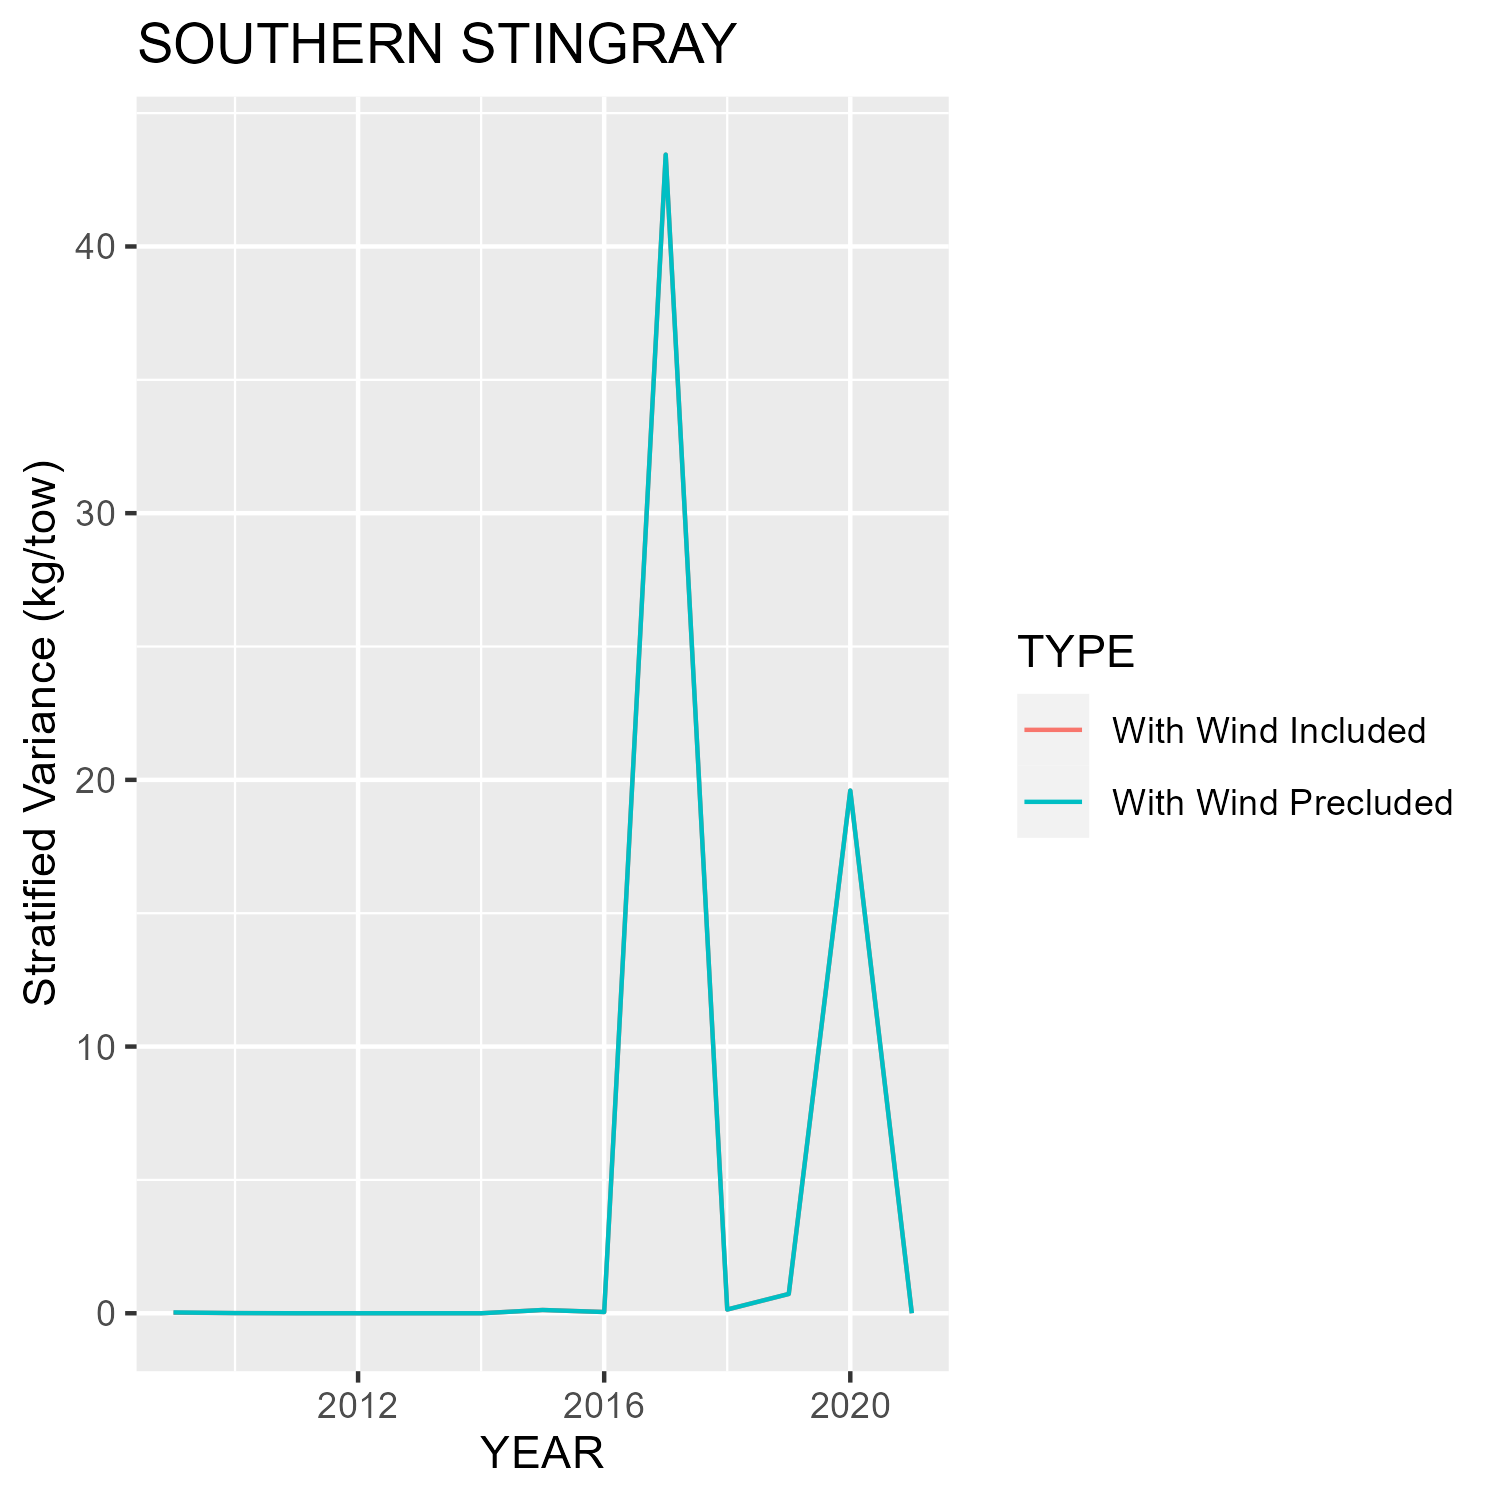 SOUTHERN STINGRAY
Stratified Variance (kg/tow)
40
30
20
10
0
2012 2016 2020
YEAR
TYPE
With Wind Included
With Wind Precluded